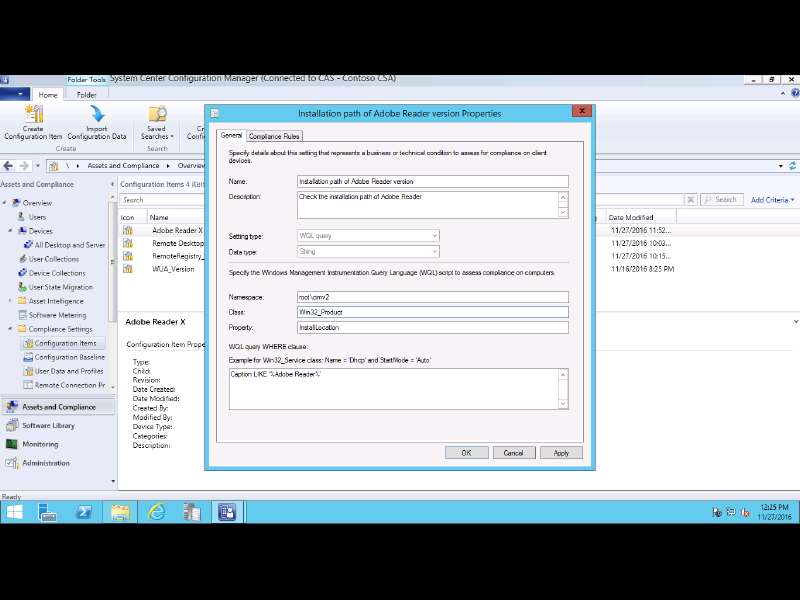 Folder Tools
System Center Configuration Manager (Connected to CAS - Contoso CSA)
Home
Folder
Create Configuration Item
Import Configuration Data
Saved Searches
Create
Search
\ Assets and Compliance Overview
Assets and Compliance
Configuration Items 4 items
Search
Search
Add Criteria
Icon
Name
Date Modified
Adobe Reader X
11/27/2016 11:52...
Remote Desktop
11/27/2016 10:03...
RemoteRegistry_
11/27/2016 10:15...
WUA_Version
11/16/2016 8:25 PM
Overview
Users
Devices
All Desktop and Server
User Collections
Device Collections
User State Migration
Asset Intelligence
Software Metering
Compliance Settings
Configuration Items
Configuration Baseline
User Data and Profiles
Remote Connection Pr
Assets and Compliance
Software Library
Monitoring
Administration
Adobe Reader X
Configuration Item Prope
Type:
Child:
Revision:
Date Created:
Date Modified:
Created By:
Modified By:
Device Type:
Categories:
Description:
Installation path of Adobe Reader version Properties
General
Compliance Rules
Specify details about this setting that represents a business or technical condition to assess for compliance on client
devices.
Name:
Installation path of Adobe Reader version
Description:
Check the installation path of Adobe Reader
Setting type:
WQL query
Data type:
String
Specify the Windows Management Instrumentation Query Language (WQL) script to assess compliance on computers.
Namespace:
root\cimv2
Class:
Win32_Product
Property:
InstallLocation
WQL query WHERE clause:
Example for Win32_Service class: Name = 'Dhcp' and StartMode = 'Auto'
Caption LIKE '%Adobe Reader%'
OK
Cancel
Apply
Ready
12:15 PM
11/27/2016